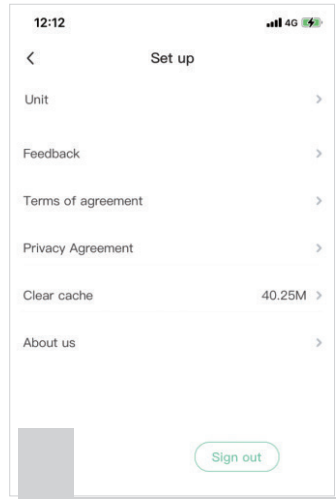 12:12 4G
Set up
Unit
Feedback
Terms of agreement
Privacy Agreement
Clear cache 40.25M
About us
Sign out